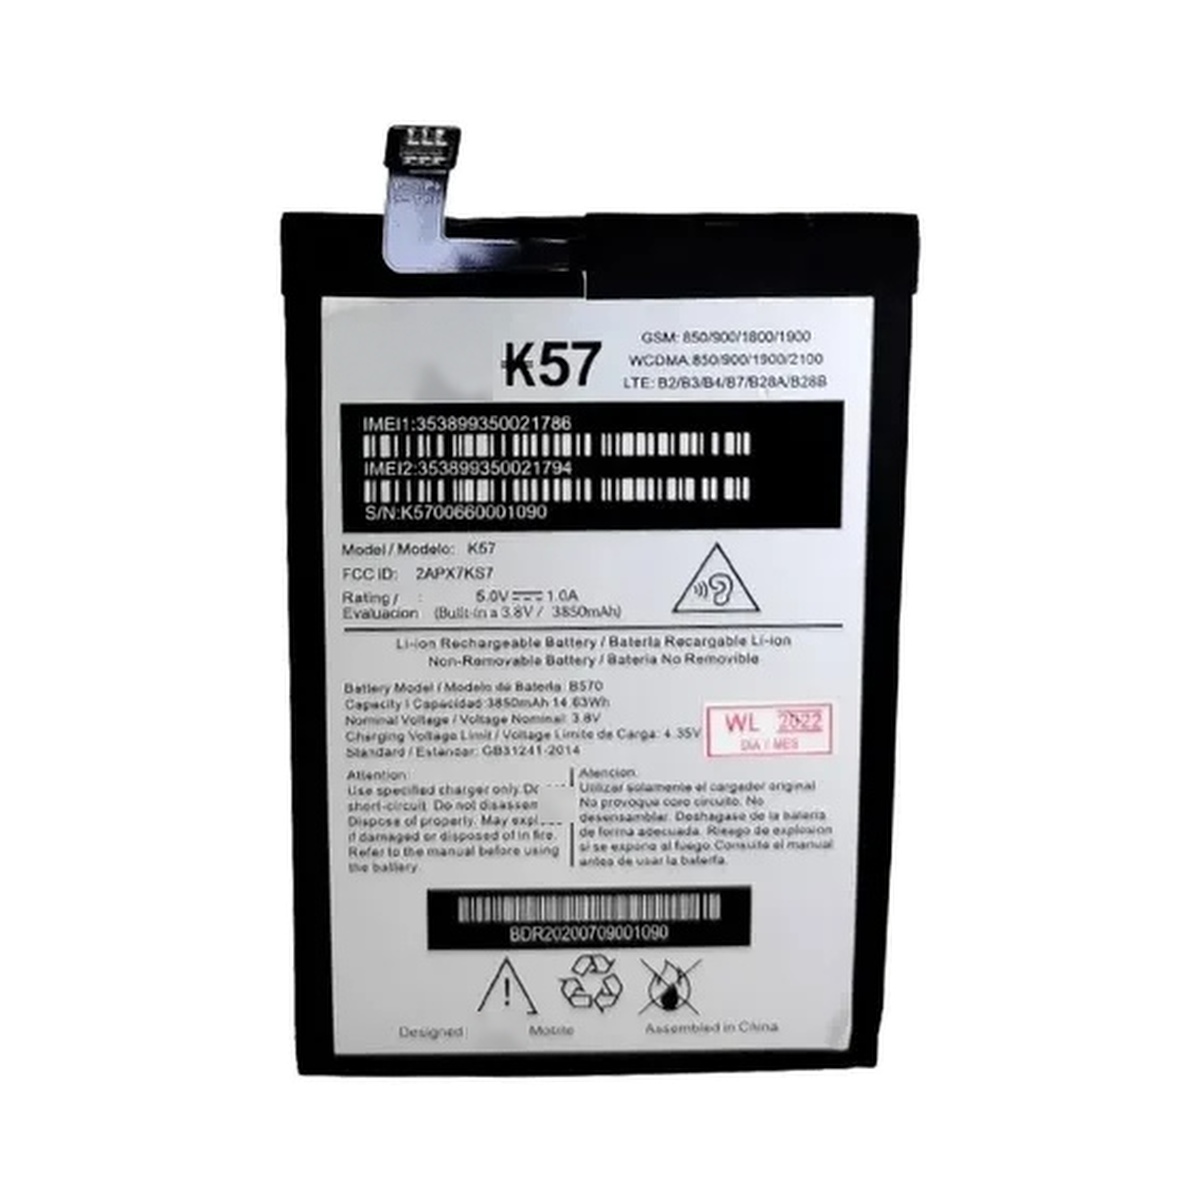 K57
GSM: 850/900/1800/1900
WCDMA:850/900/1900/2100
LTE: B2/B3/B4/B7/B28A/B28B
IMEI1:353899350021786
IMEI2:353899350021794
S/N:K5700660001090
Model / Modelo: K57
FCC ID: 2APX7KS7
Rating / : 5.0V 1.0A
Evaluacion (Built-in a 3.8V / 3850mAh)
Li-ion Rechargeable Battery / Bateria Recargable Li-ion
Non-Removable Battery / Bateria No Removible
Battery Model / Modelo de Bateria: B570
Capacity / Capacidad:3850mAh 14.63Wh
Nominal Voltage / Voltage Nominal: 3.8V
Charging Voltage Limit / Voltage Limite de Carga: 4.35V
Standard / Estandar: GB31241-2014
WL 2022
DIA / MES
Attention:
Use specified charger only. Do
short-circuit. Do not disassem
Dispose of properly. May expl
if damaged or disposed of in fire.
Refer to the manual before using
the battery.
Atencion:
Utilizar solamente el cargador original
No provoque coro circuito. No
desensamblar. Deshagase de la bateria
de forma adecuada. Riesgo de explosion
si se expone al fuego.Consulte el manual
antes de usar la bateria.
BDR20200709001090
Designed Mobile Assembled in China